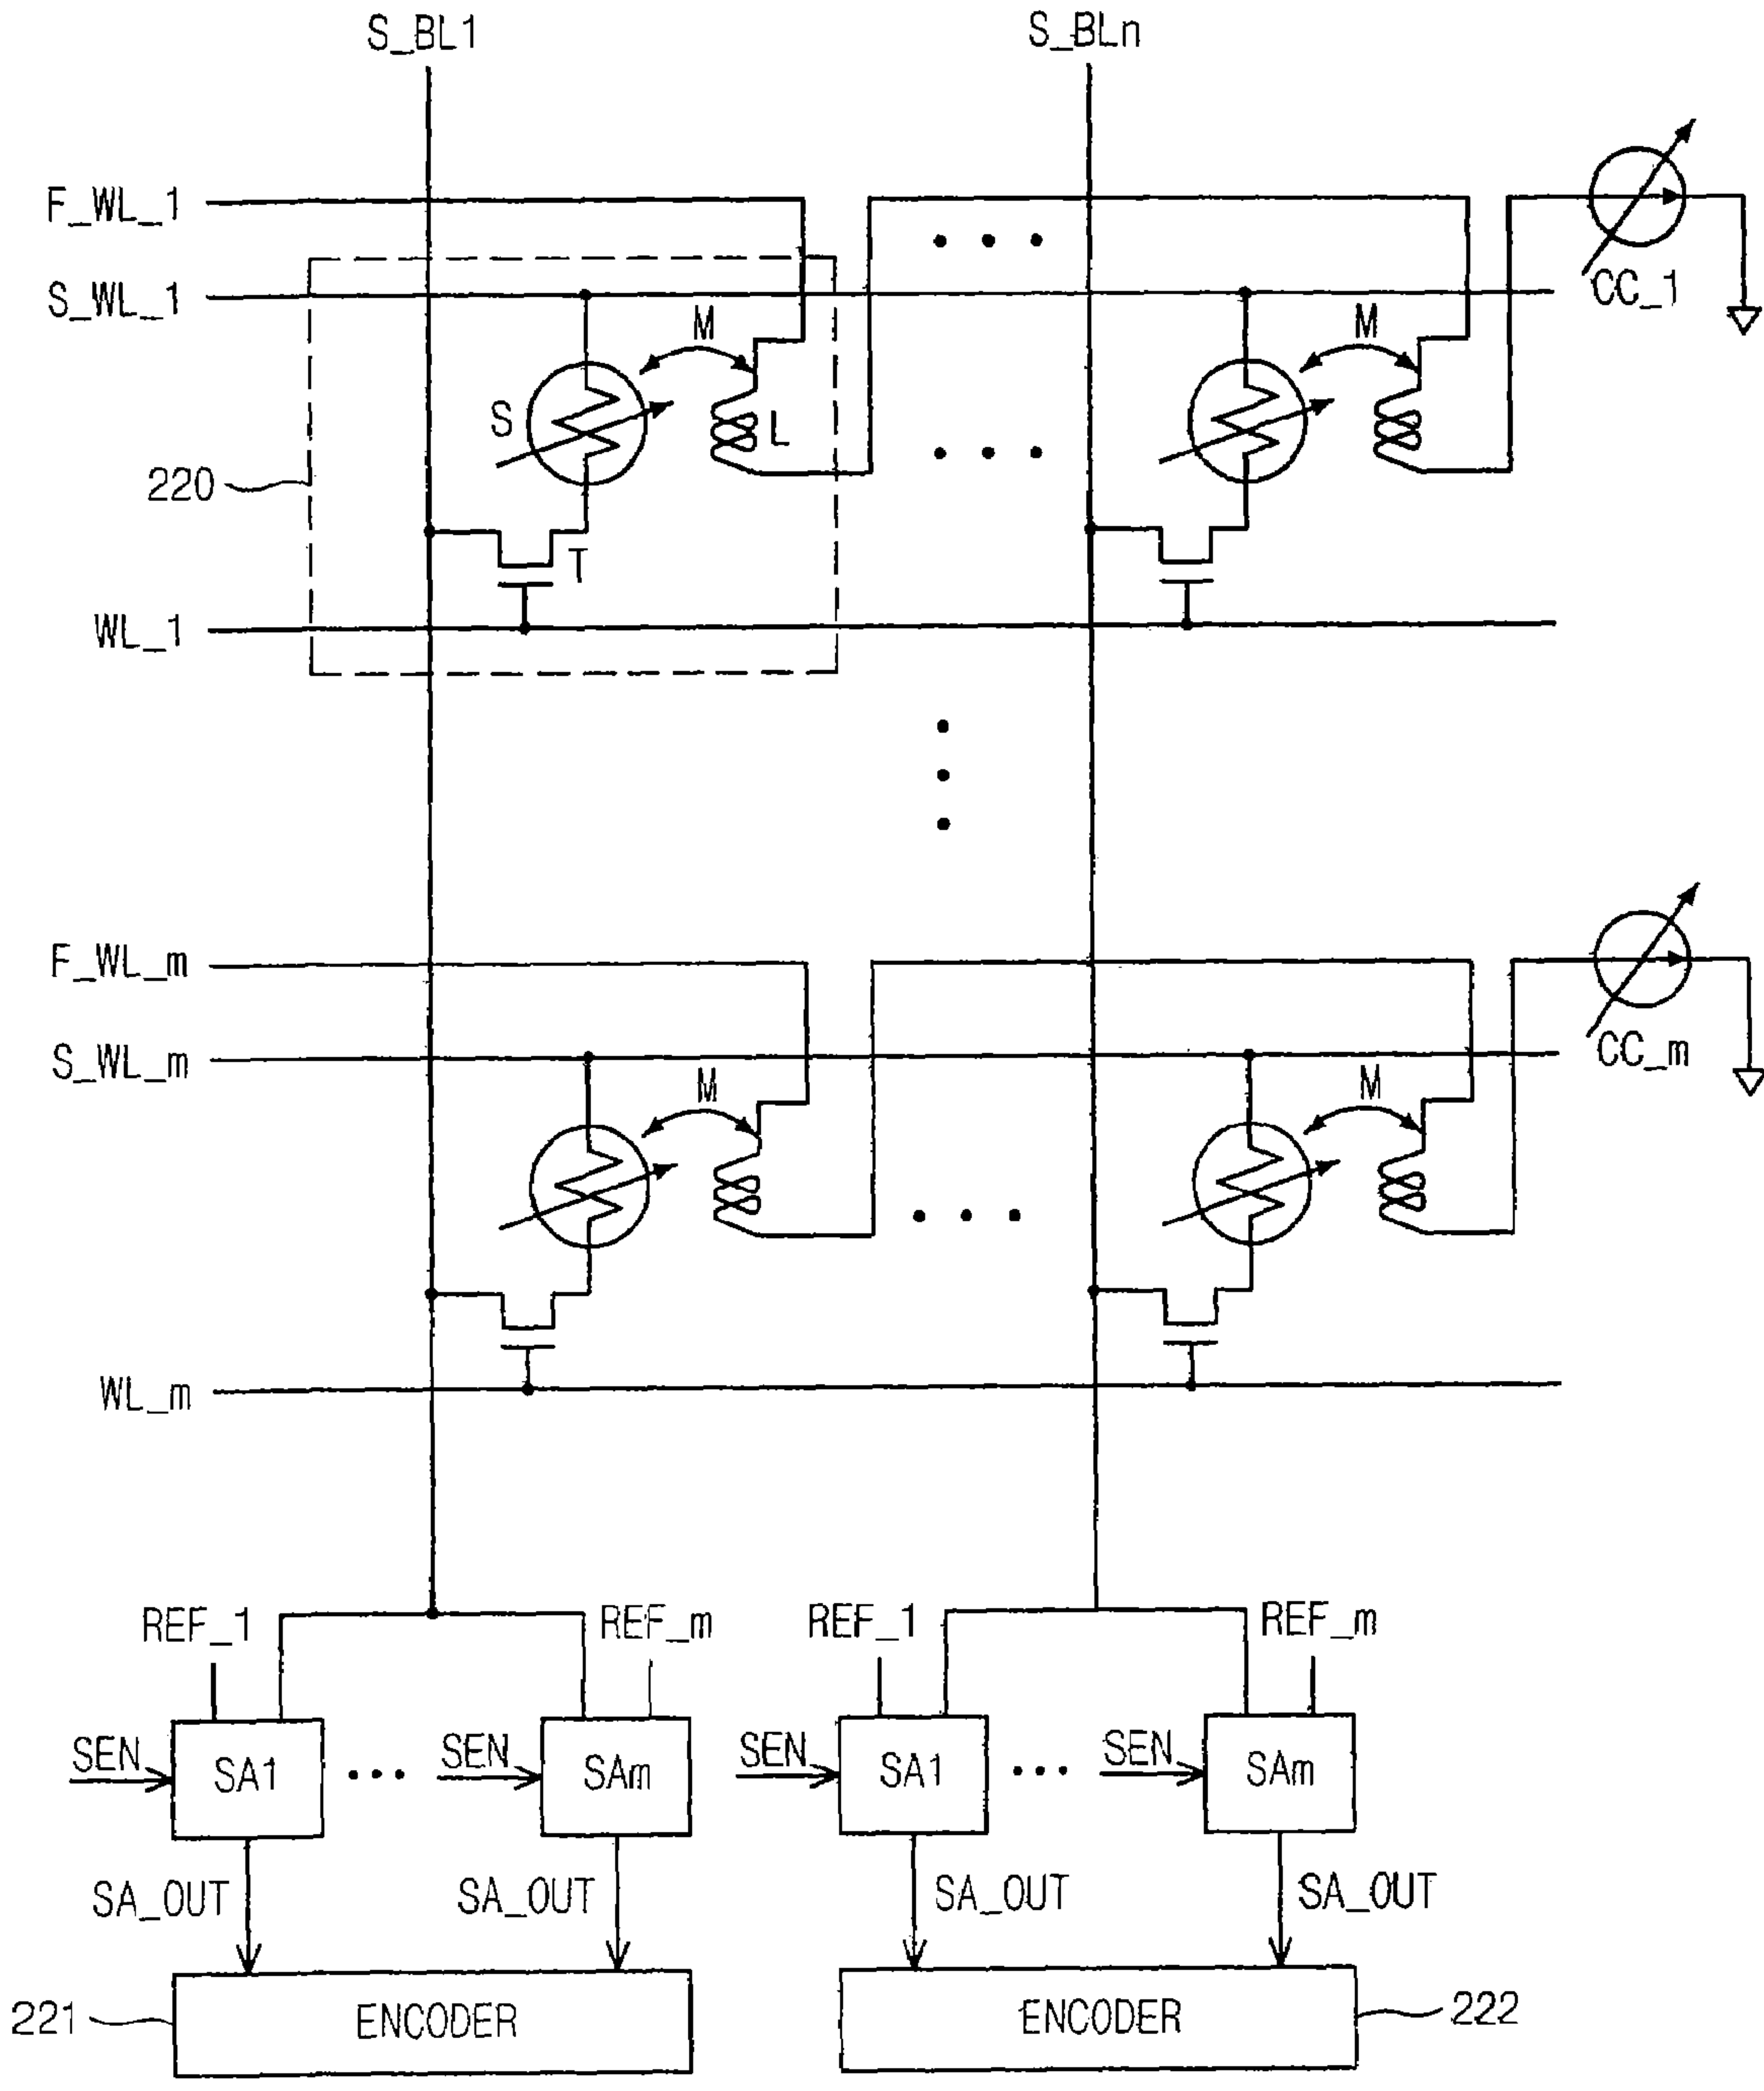 S_BL1
S_BLn
F_WL_1
S_WL_1
CC_1
M
M
S
L
220
T
WL_1
F_WL_m
S_WL_m
CC_m
M
M
WL_m
REF_1
REF_m
REF_1
REF_m
SEN
SA1
SEN
SAm
SEN
SA1
SEN
SAm
SA_OUT
SA_OUT
SA_OUT
SA_OUT
221
ENCODER
ENCODER
222